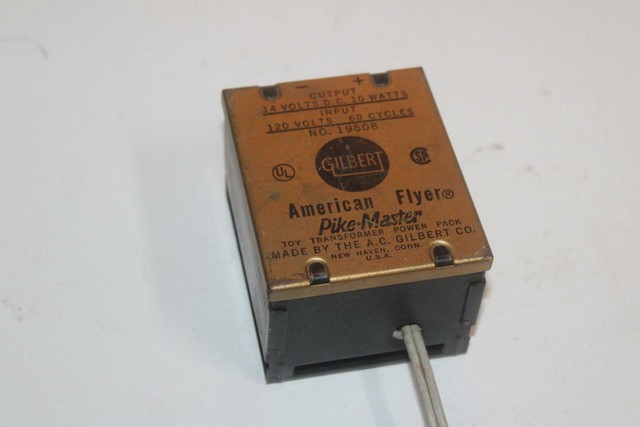 - +
OUTPUT
14 VOLTS D.C. 10 WATTS
INPUT
120 VOLTS 60 CYCLES
NO. 19508
UL
GILBERT
SA
American Flyer®
Pike-Master
TOY TRANSFORMER POWER PACK
MADE BY THE A.C. GILBERT CO.
NEW HAVEN, CONN.
U.S.A.